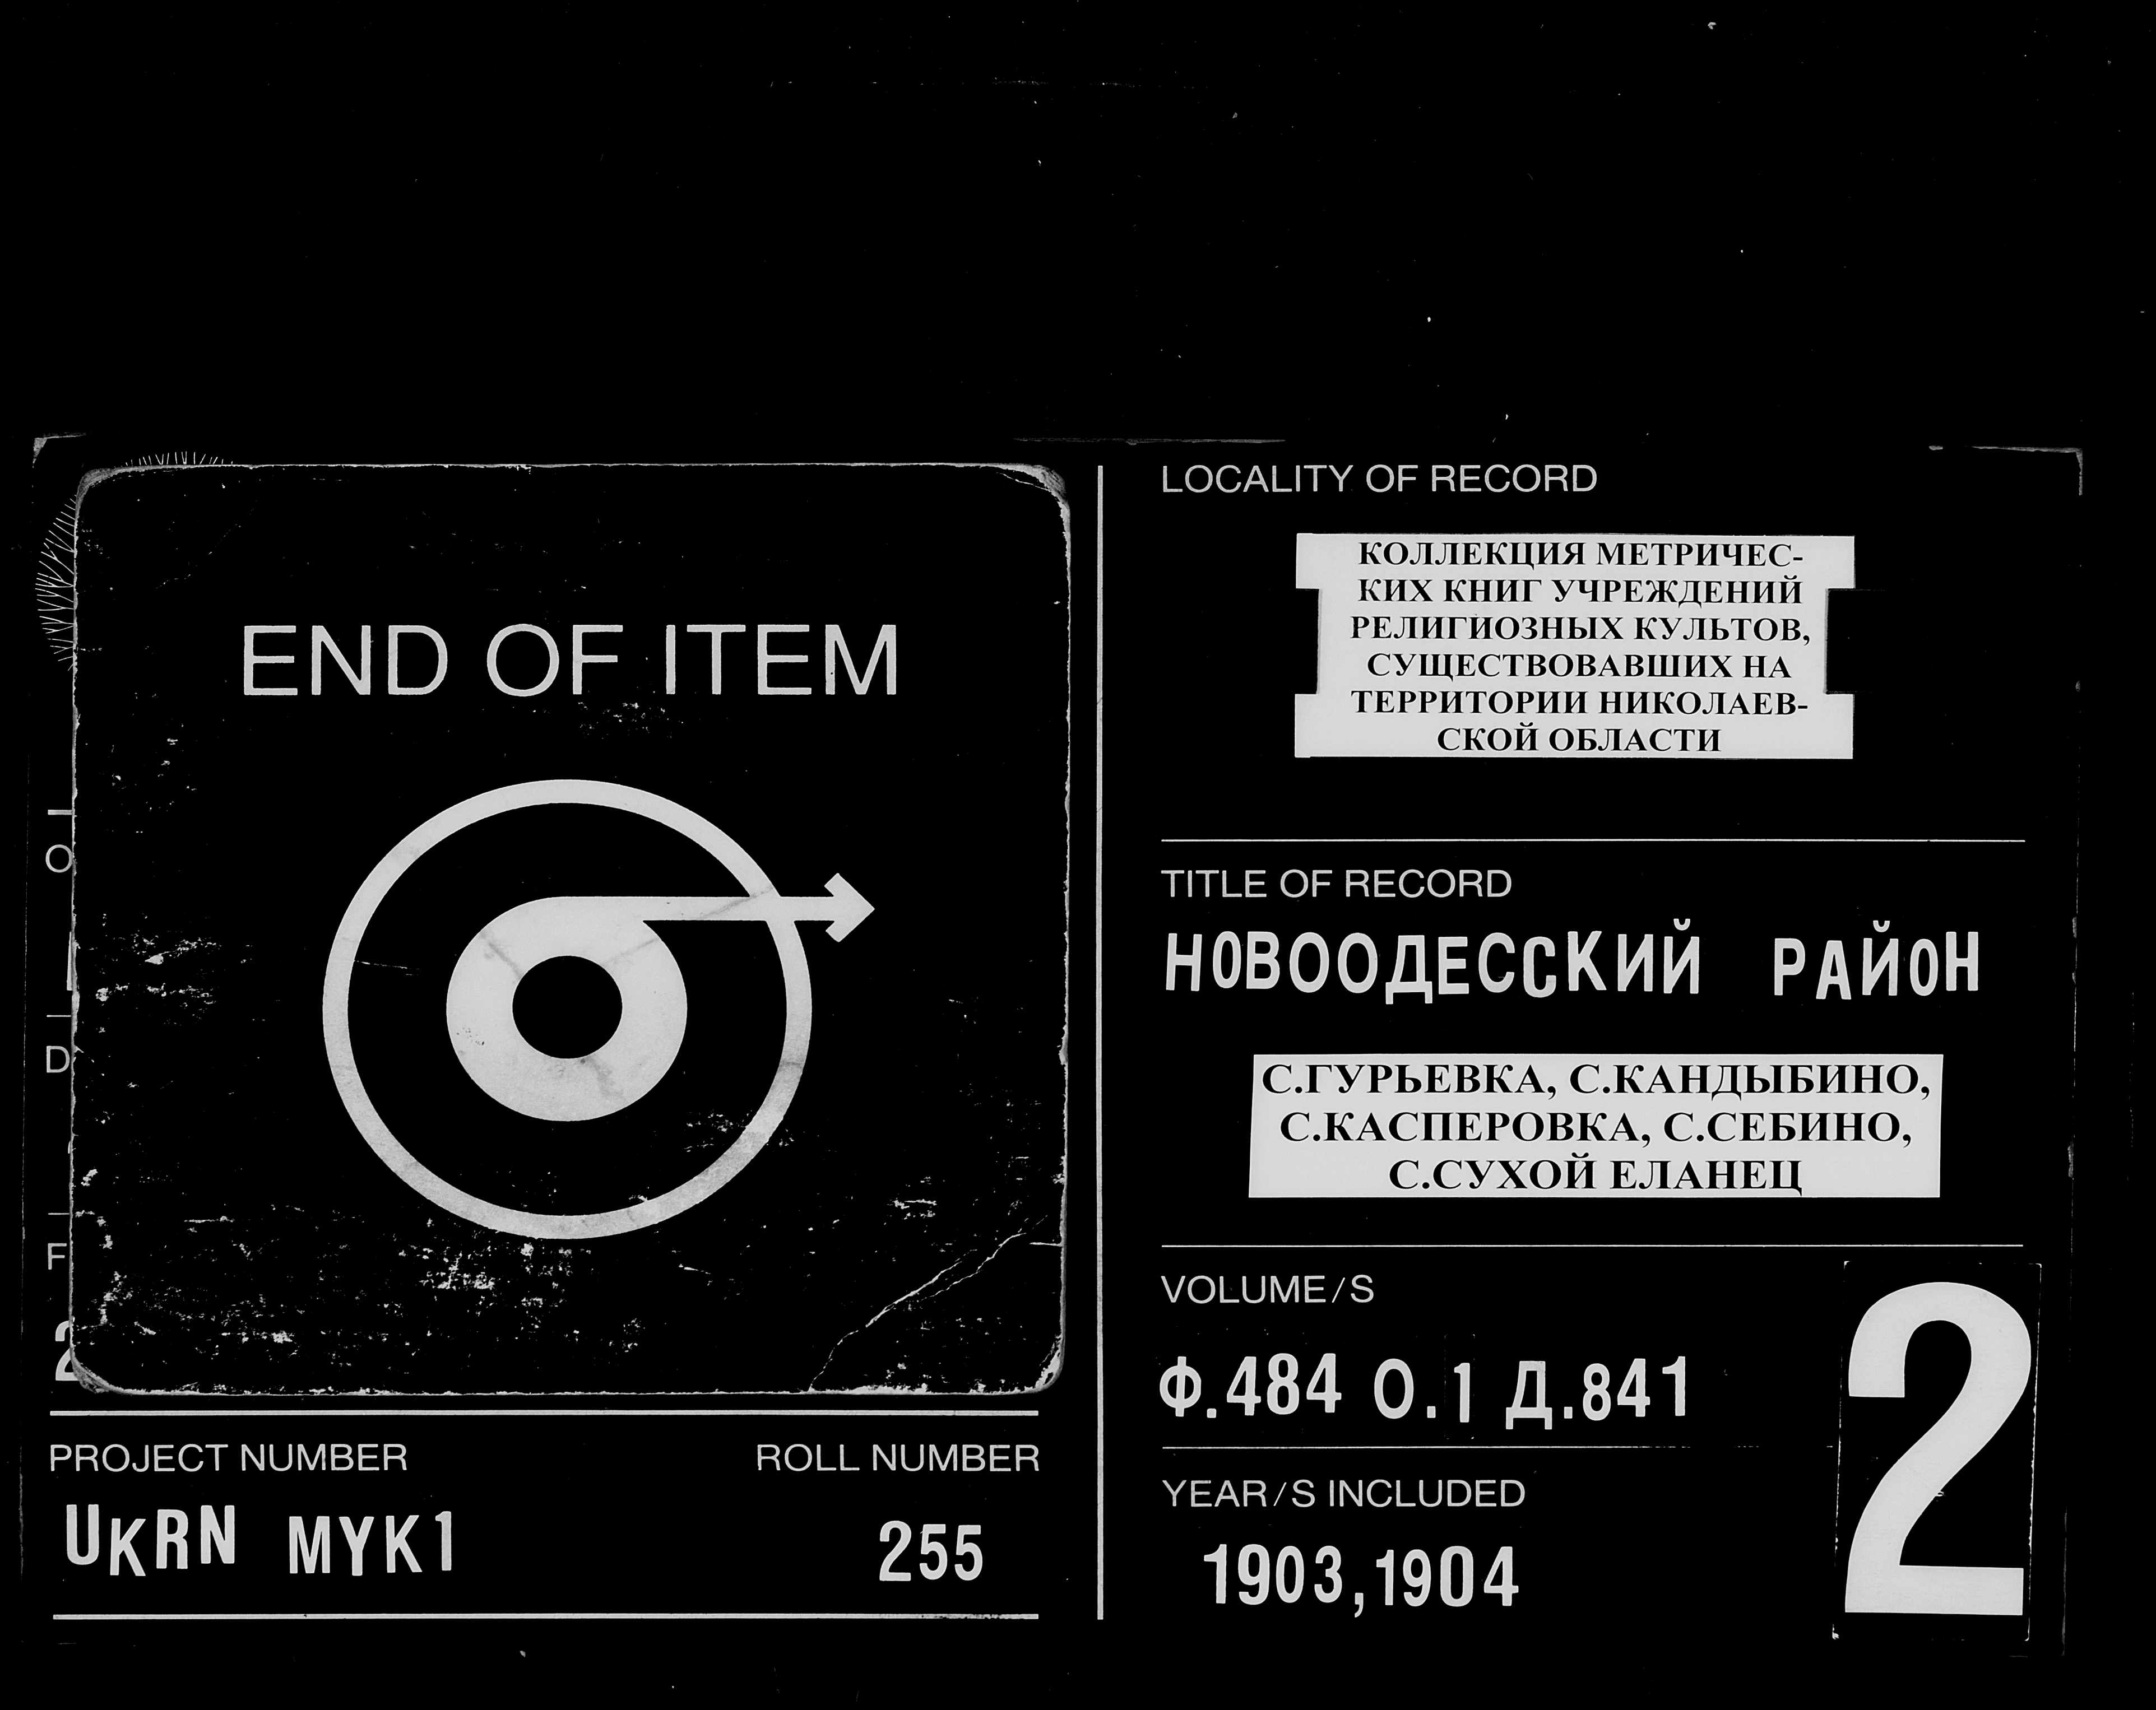 END OF ITEM
PROJECT NUMBER
ROLL NUMBER
UKRN MYK1
255
LOCALITY OF RECORD
КОЛЛЕКЦИЯ МЕТРИЧЕС-
КИХ КНИГ УЧРЕЖДЕНИЙ
РЕЛИГИОЗНЫХ КУЛЬТОВ,
СУЩЕСТВОВАВШИХ НА
ТЕРРИТОРИИ НИКОЛАЕВ-
СКОЙ ОБЛАСТИ
TITLE OF RECORD
НОВООДЕССКИЙ РАЙОН
С.ГУРЬЕВКА, С.КАНДЫБИНО,
С.КАСПЕРОВКА, С.СЕБИНО,
С.СУХОЙ ЕЛАНЕЦ
VOLUME/S
Ф.484 О.1 Д.841
2
YEAR/S INCLUDED
1903,1904